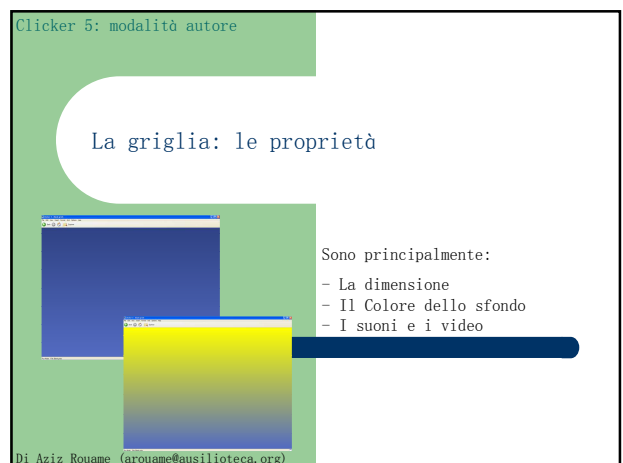 Clicker 5: modalità autore
La griglia: le proprietà
Sono principalmente:
- La dimensione
- Il Colore dello sfondo
- I suoni e i video
Di Aziz Rouame (arouame@ausilioteca.org)